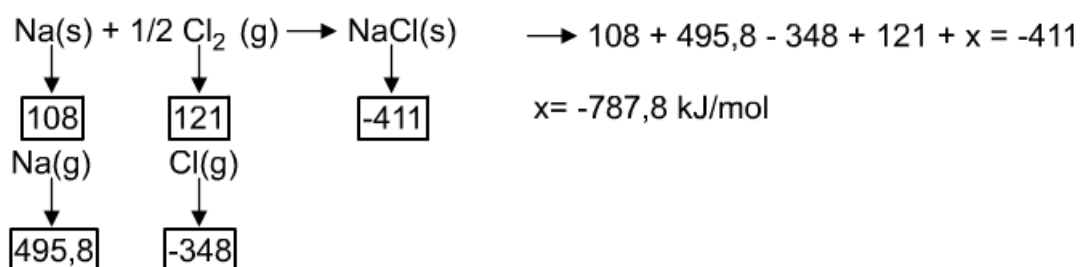 Na(s) + 1/2 Cl₂ (g) → NaCl(s) → 108 + 495,8 - 348 + 121 + x = -411
108 121 -411 x= -787,8 kJ/mol
Na(g) Cl(g)
495,8 -348